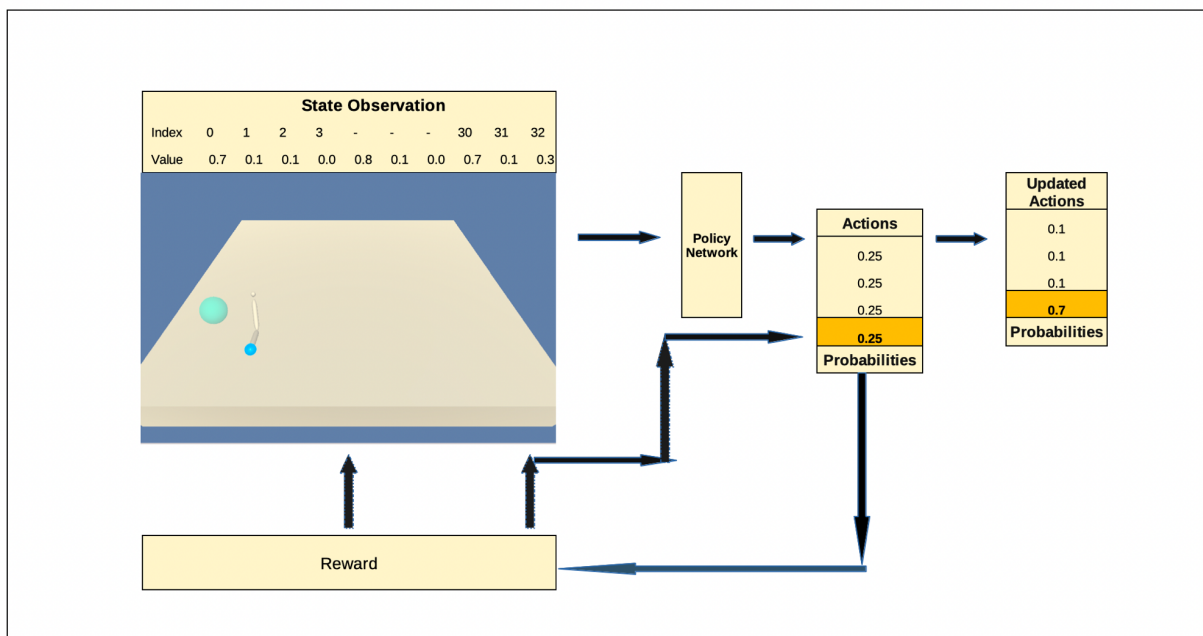 State Observation
Index 0 1 2 3 - - - 30 31 32
Value 0.7 0.1 0.1 0.0 0.8 0.1 0.0 0.7 0.1 0.3
Policy
Network
Actions
0.25
0.25
0.25
0.25
Probabilities
Updated
Actions
0.1
0.1
0.1
0.7
Probabilities
Reward